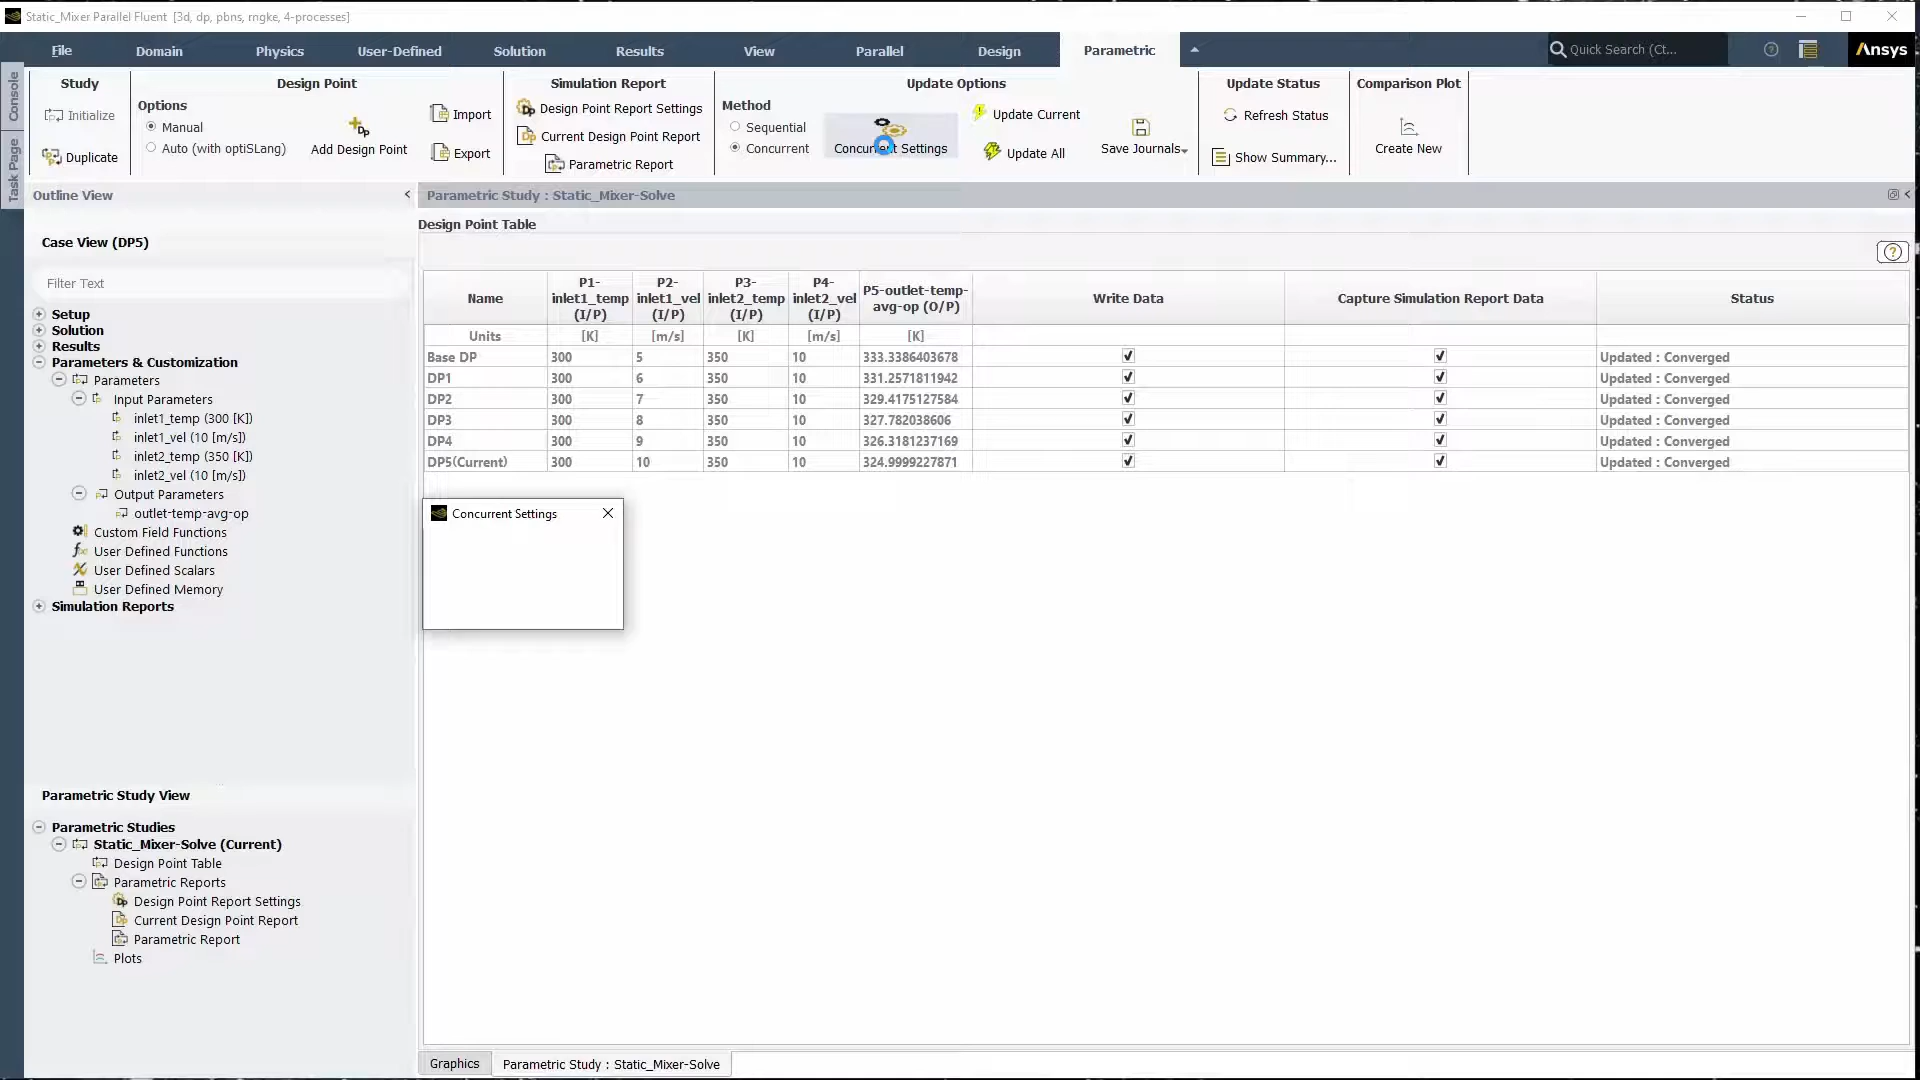 Static_Mixer Parallel Fluent [3d, dp, pbns, rngke, 4-processes]
File Domain Physics User-Defined Solution Results View Parallel Design Parametric Quick Search (Ct... Ansys
Console
Task Page
Study Design Point Simulation Report Update Options Update Status Comparison Plot
Initialize
Duplicate
Options
Manual
Auto (with optiSLang)
Add Design Point
Import
Export
Design Point Report Settings
Current Design Point Report
Parametric Report
Method
Sequential
Concurrent
Concurrent Settings
Update Current
Update All
Save Journals
Refresh Status
Show Summary...
Create New
Outline View
Case View (DP5)
Filter Text
Setup
Solution
Results
Parameters & Customization
Parameters
Input Parameters
inlet1_temp (300 [K])
inlet1_vel (10 [m/s])
inlet2_temp (350 [K])
inlet2_vel (10 [m/s])
Output Parameters
outlet-temp-avg-op
Custom Field Functions
User Defined Functions
User Defined Scalars
User Defined Memory
Simulation Reports
Parametric Study View
Parametric Studies
Static_Mixer-Solve (Current)
Design Point Table
Parametric Reports
Design Point Report Settings
Current Design Point Report
Parametric Report
Plots
Parametric Study : Static_Mixer-Solve
Design Point Table
Name P1-inlet1_temp (I/P) P2-inlet1_vel (I/P) P3-inlet2_temp (I/P) P4-inlet2_vel (I/P) P5-outlet-temp-avg-op (O/P) Write Data Capture Simulation Report Data Status
Units [K] [m/s] [K] [m/s] [K]
Base DP 300 5 350 10 333.3386403678 Updated : Converged
DP1 300 6 350 10 331.2571811942 Updated : Converged
DP2 300 7 350 10 329.4175127584 Updated : Converged
DP3 300 8 350 10 327.782038606 Updated : Converged
DP4 300 9 350 10 326.3181237169 Updated : Converged
DP5(Current) 300 10 350 10 324.9999227871 Updated : Converged
Concurrent Settings
Graphics Parametric Study : Static_Mixer-Solve